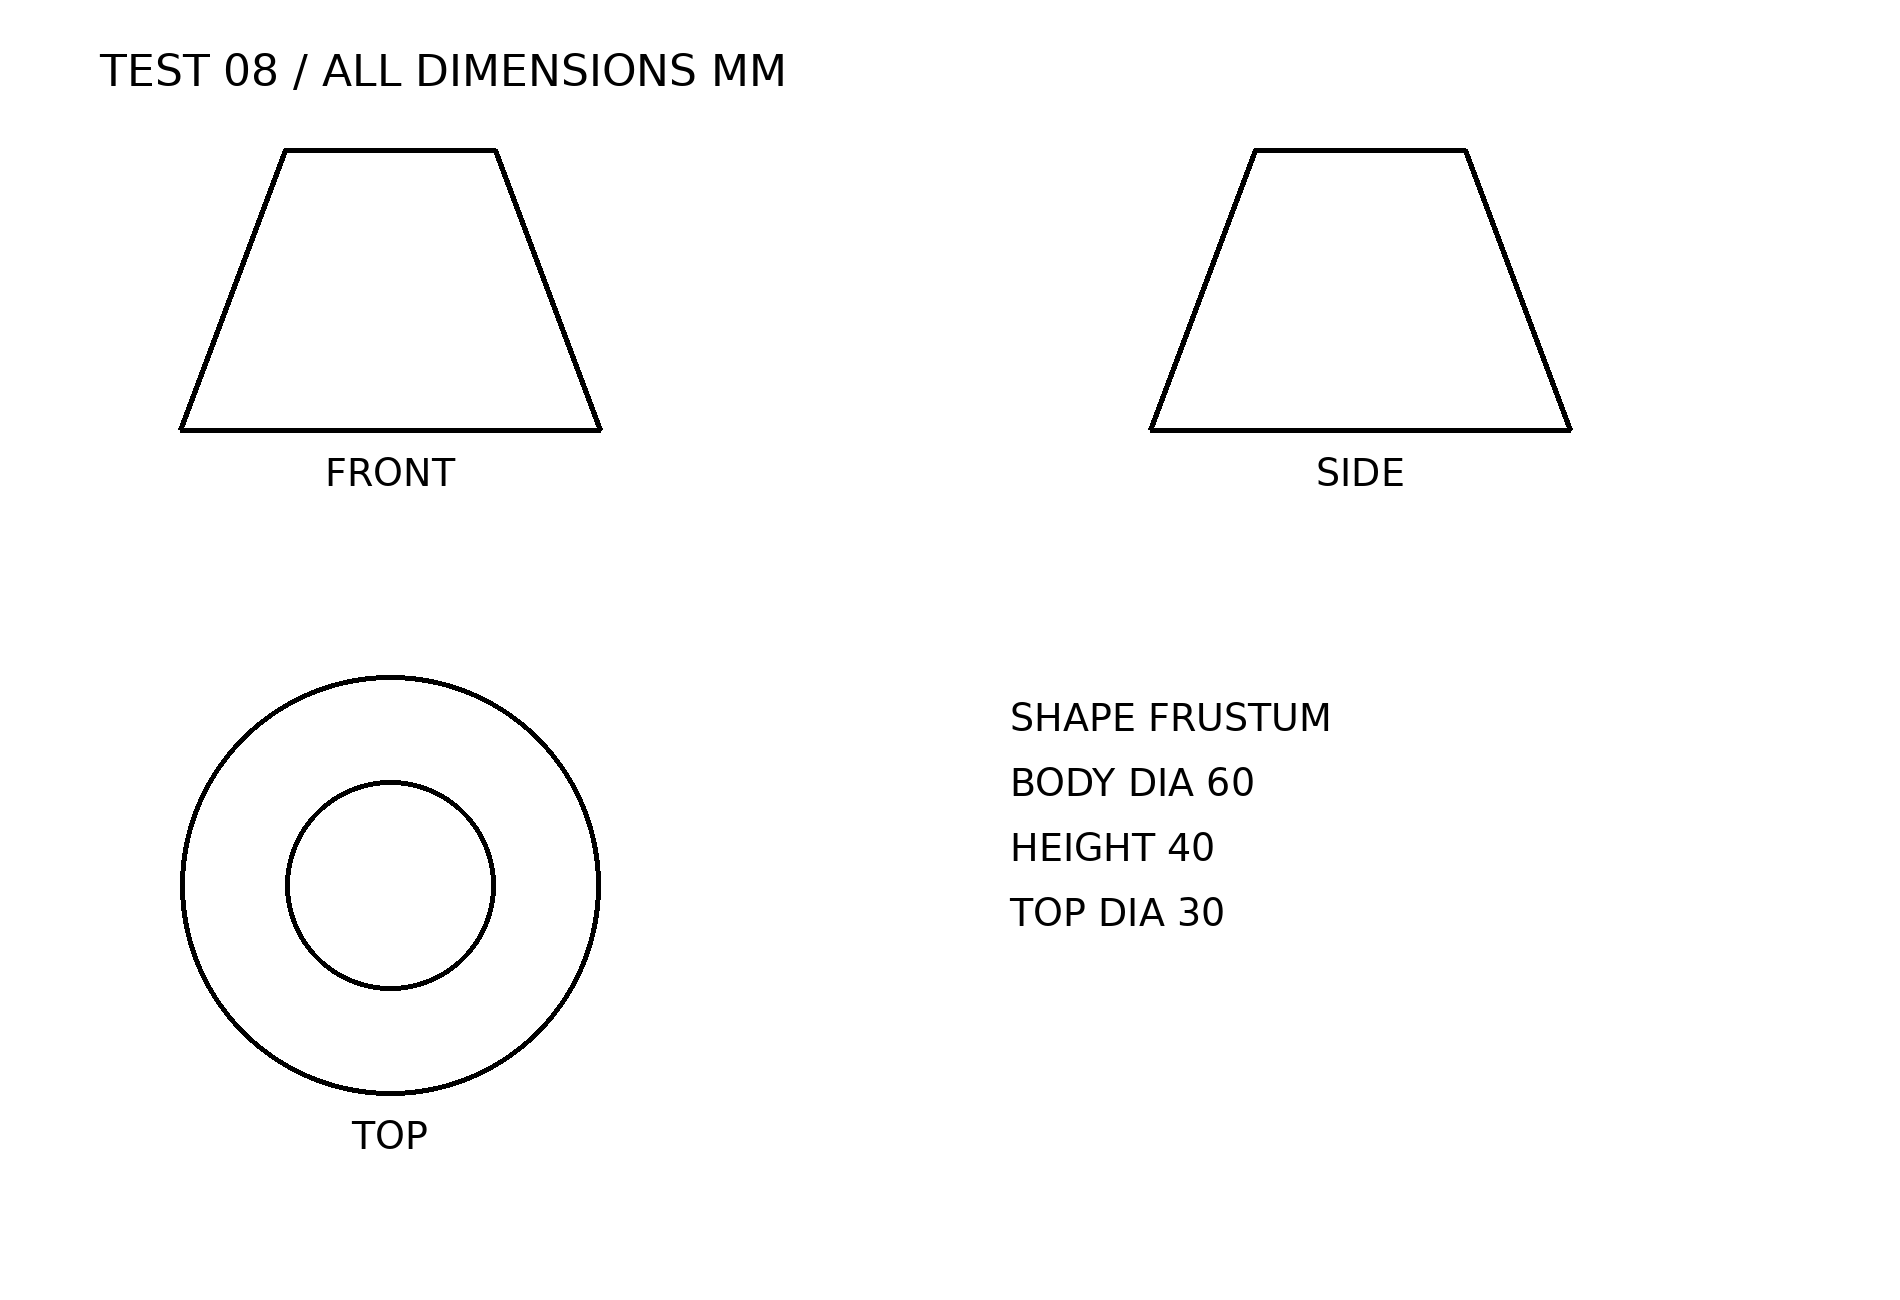 TEST 08 / ALL DIMENSIONS MM
FRONT
SIDE
SHAPE FRUSTUM
BODY DIA 60
HEIGHT 40
TOP DIA 30
TOP